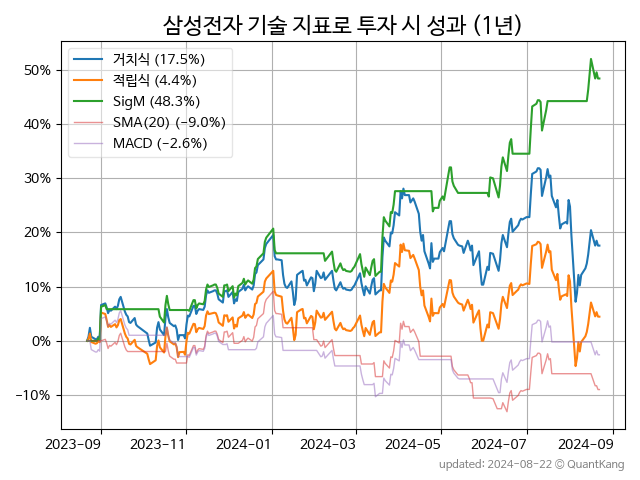 삼성전자 기술 지표로 투자 시 성과 (1년)
거치식 (17.5%)
적립식 (4.4%)
SigM (48.3%)
SMA(20) (−9.0%)
MACD (−2.6%)
50%
40%
30%
20%
10%
0%
−10%
2023-09 2023-11 2024-01 2024-03 2024-05 2024-07 2024-09
updated: 2024-08-22 © QuantKang